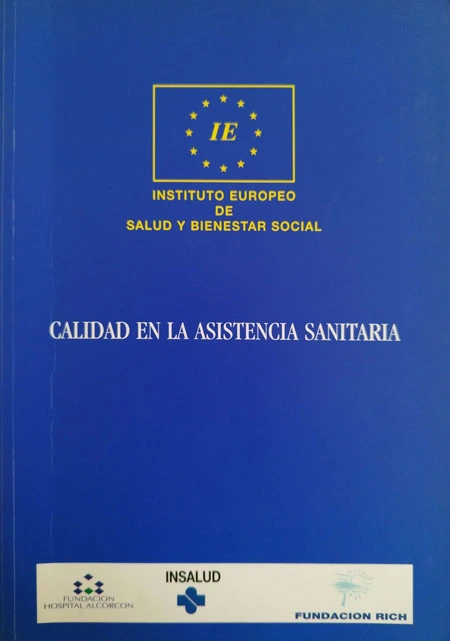 IE
INSTITUTO EUROPEO
DE
SALUD Y BIENESTAR SOCIAL
CALIDAD EN LA ASISTENCIA SANITARIA
FUNDACION
HOSPITAL ALCORCON
INSALUD
FUNDACION RICH